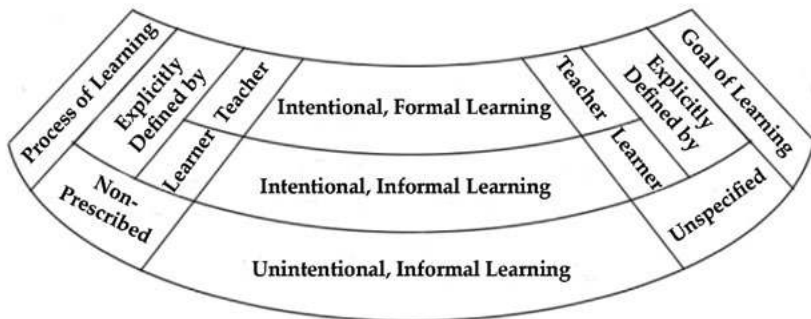 Process of Learning
Explicitly
Defined by
Teacher
Learner
Non-
Prescribed
Intentional, Formal Learning
Intentional, Informal Learning
Unintentional, Informal Learning
Teacher
Learner
Explicitly
Defined by
Unspecified
Goal of Learning